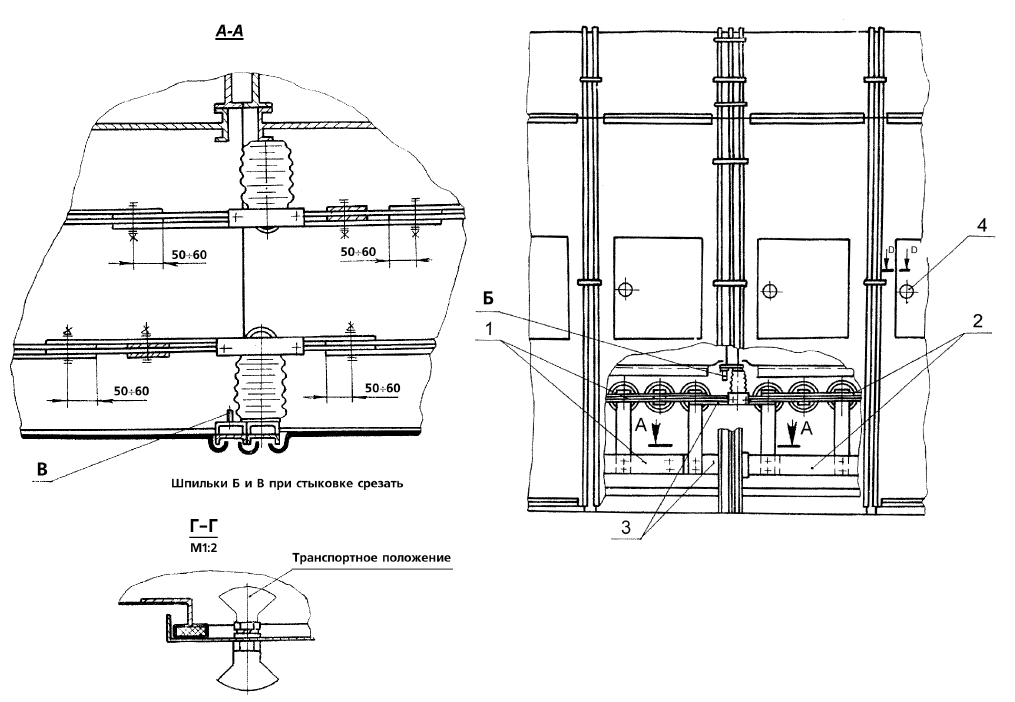 А-А
50÷60
50÷60
50÷60
50÷60
В
Шпильки Б и В при стыковке срезать
Г–Г
М1:2
Транспортное положение
4
D D
Б
1
2
А
А
3